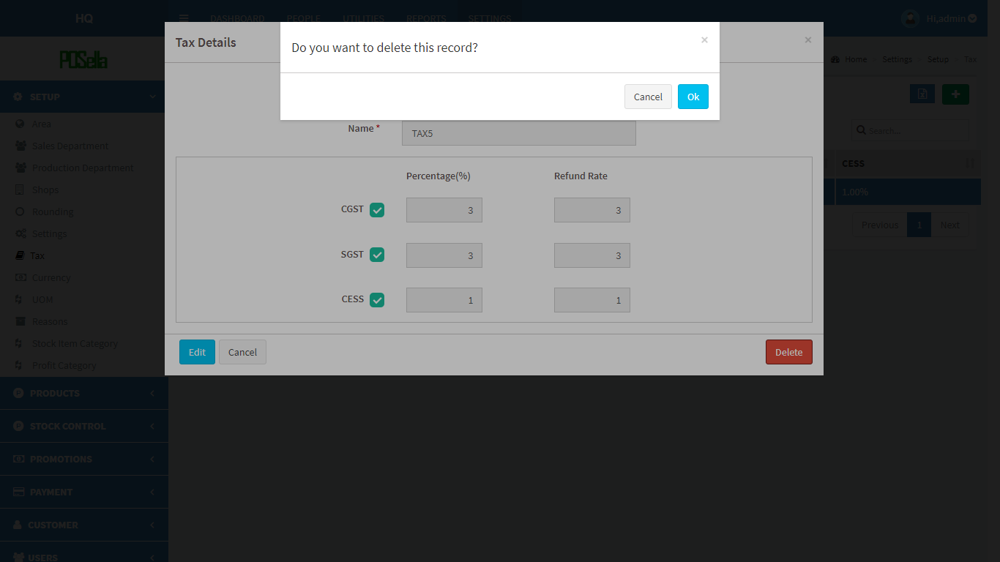 HQ
DASHBOARD PEOPLE UTILITIES REPORTS SETTINGS
Hi,admin
POSella
Tax Details
×
Do you want to delete this record?
×
Cancel Ok
Home Settings Setup Tax
SETUP
Area
Sales Department
Production Department
Shops
Rounding
Settings
Tax
Currency
UOM
Reasons
Stock Item Category
Profit Category
PRODUCTS
STOCK CONTROL
PROMOTIONS
PAYMENT
CUSTOMER
USERS
Name *
TAX5
Percentage(%) Refund Rate
CGST 3 3
SGST 3 3
CESS 1 1
Edit Cancel Delete
Search...
CESS
1.00%
Previous 1 Next